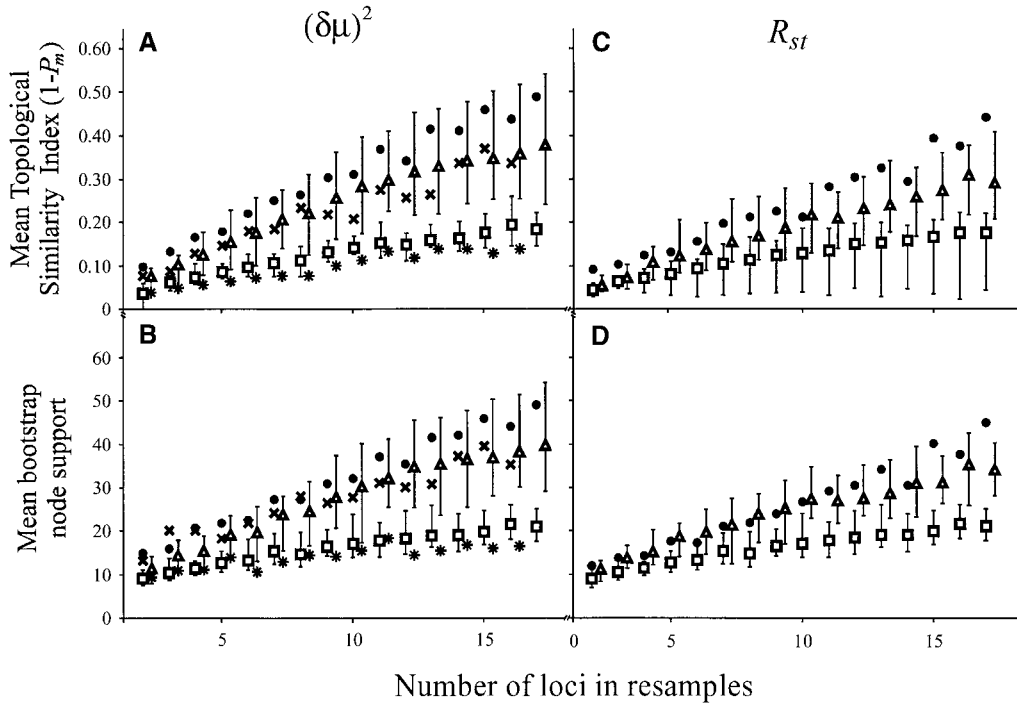 (δμ)²
R_st
A
C
Mean Topological
Similarity Index (1-P_m)
0.60
0.50
0.40
0.30
0.20
0.10
0
B
D
Mean bootstrap
node support
60
50
40
30
20
10
0
5
10
15
0
5
10
15
Number of loci in resamples